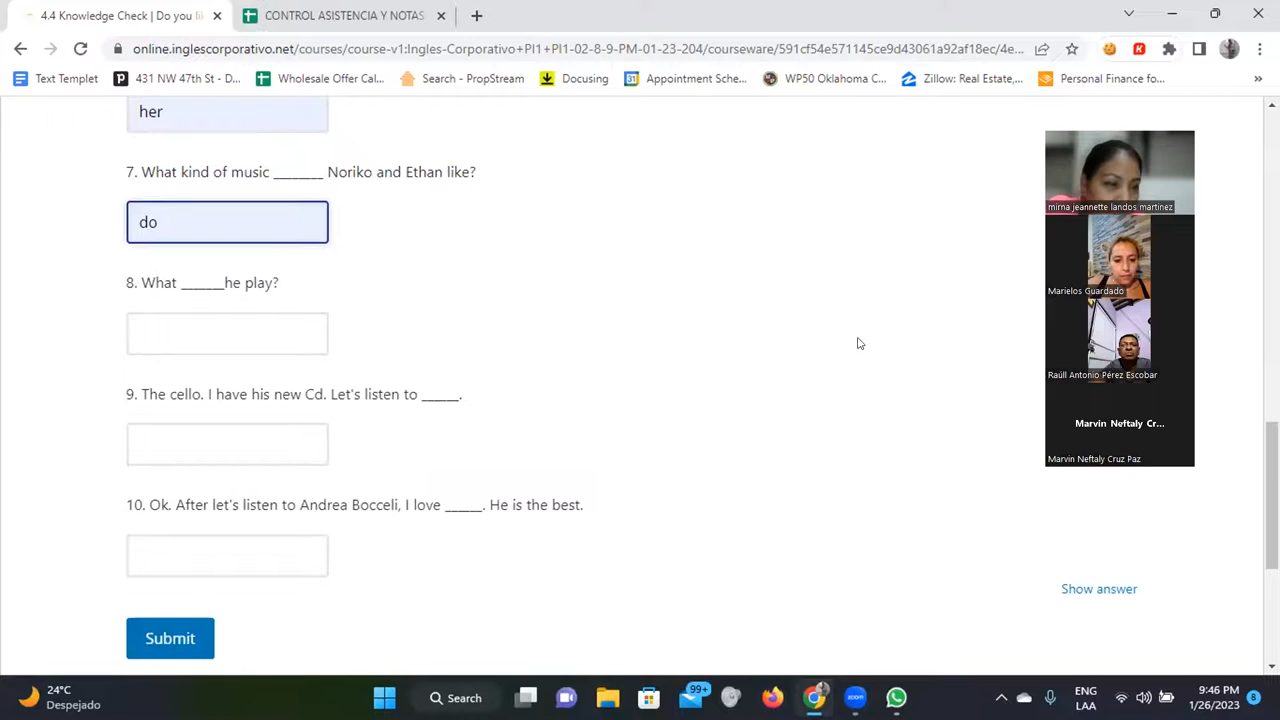 4.4 Knowledge Check | Do you li
CONTROL ASISTENCIA Y NOTAS
online.inglescorporativo.net/courses/course-v1:Ingles-Corporativo+PI1+PI1-02-8-9-PM-01-23-204/courseware/591cf54e571145ce9d43061a92af18ec/4e...
Text Templet
431 NW 47th St - D...
Wholesale Offer Cal...
Search - PropStream
Docusing
Appointment Sche...
WP50 Oklahoma C...
Zillow: Real Estate,...
Personal Finance fo...
»
her
7. What kind of music ________ Noriko and Ethan like?
do
8. What _______he play?
9. The cello. I have his new Cd. Let's listen to ______.
10. Ok. After let's listen to Andrea Bocceli, I love ______. He is the best.
Show answer
Submit
mirna jeannette landos martinez
Marielos Guardado
Raúll Antonio Pérez Escobar
Marvin Neftaly Cr...
Marvin Neftaly Cruz Paz
24°C
Despejado
Search
99+
zoom
ENG
LAA
9:46 PM
1/26/2023
8